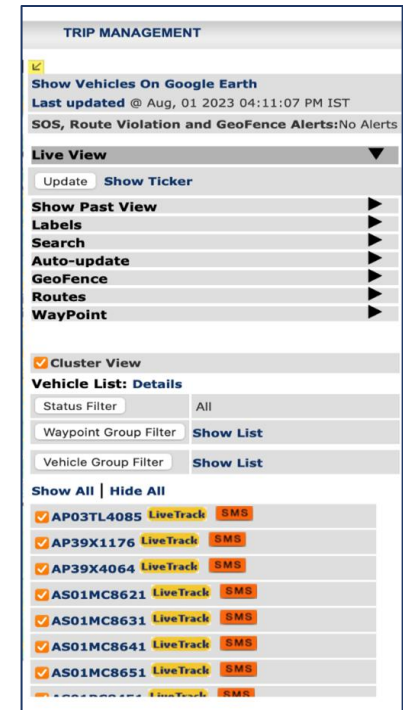 TRIP MANAGEMENT
Show Vehicles On Google Earth
Last updated @ Aug, 01 2023 04:11:07 PM IST
SOS, Route Violation and GeoFence Alerts:No Alerts
Live View
Update Show Ticker
Show Past View
Labels
Search
Auto-update
GeoFence
Routes
WayPoint
Cluster View
Vehicle List: Details
Status Filter All
Waypoint Group Filter Show List
Vehicle Group Filter Show List
Show All | Hide All
AP03TL4085 LiveTrack SMS
AP39X1176 LiveTrack SMS
AP39X4064 LiveTrack SMS
AS01MC8621 LiveTrack SMS
AS01MC8631 LiveTrack SMS
AS01MC8641 LiveTrack SMS
AS01MC8651 LiveTrack SMS
LiveTrack SMS